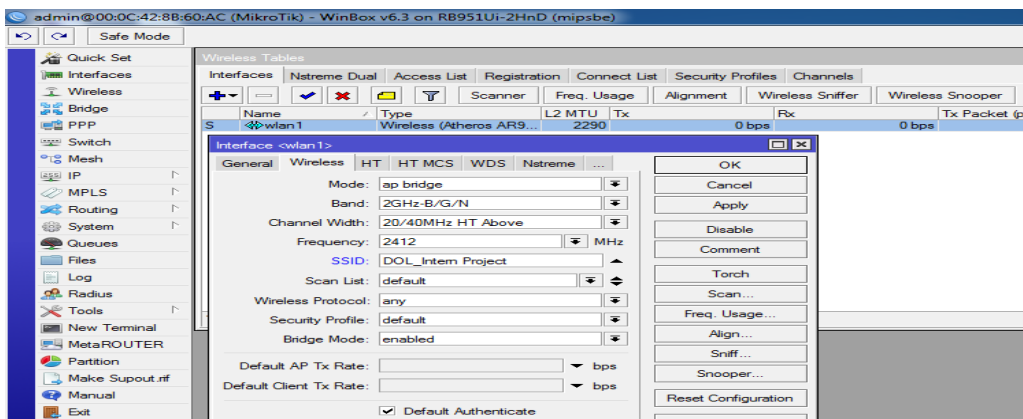 admin@00:0C:42:8B:60:AC (MikroTik) - WinBox v6.3 on RB951Ui-2HnD (mipsbe)
Safe Mode
Quick Set
Interfaces
Wireless
Bridge
PPP
Switch
Mesh
IP
MPLS
Routing
System
Queues
Files
Log
Radius
Tools
New Terminal
MetaROUTER
Partition
Make Supout.rif
Manual
Exit
Wireless Tables
Interfaces Nstreme Dual Access List Registration Connect List Security Profiles Channels
Scanner Freq. Usage Alignment Wireless Sniffer Wireless Snooper
Name Type L2 MTU Tx Rx Tx Packet (p
S wlan1 Wireless (Atheros AR9... 2290 0 bps 0 bps
Interface <wlan1>
General Wireless HT HT MCS WDS Nstreme ...
Mode: ap bridge
Band: 2GHz-B/G/N
Channel Width: 20/40MHz HT Above
Frequency: 2412 MHz
SSID: DOL_Intern Project
Scan List: default
Wireless Protocol: any
Security Profile: default
Bridge Mode: enabled
Default AP Tx Rate: bps
Default Client Tx Rate: bps
Default Authenticate
OK
Cancel
Apply
Disable
Comment
Torch
Scan...
Freq. Usage...
Align...
Sniff...
Snooper...
Reset Configuration